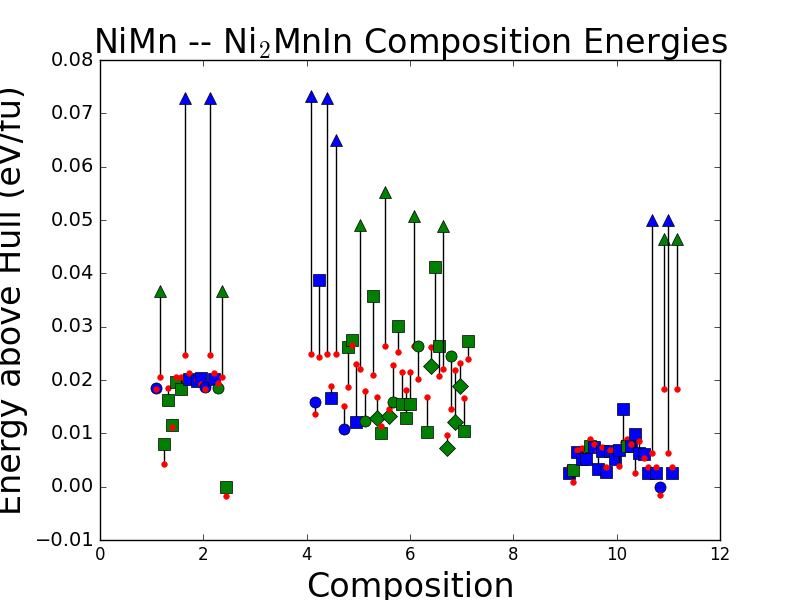 NiMn -- Ni₂MnIn Composition Energies
Energy above Hull (eV/fu)
0.08
0.07
0.06
0.05
0.04
0.03
0.02
0.01
0.00
−0.01
0 2 4 6 8 10 12
Composition